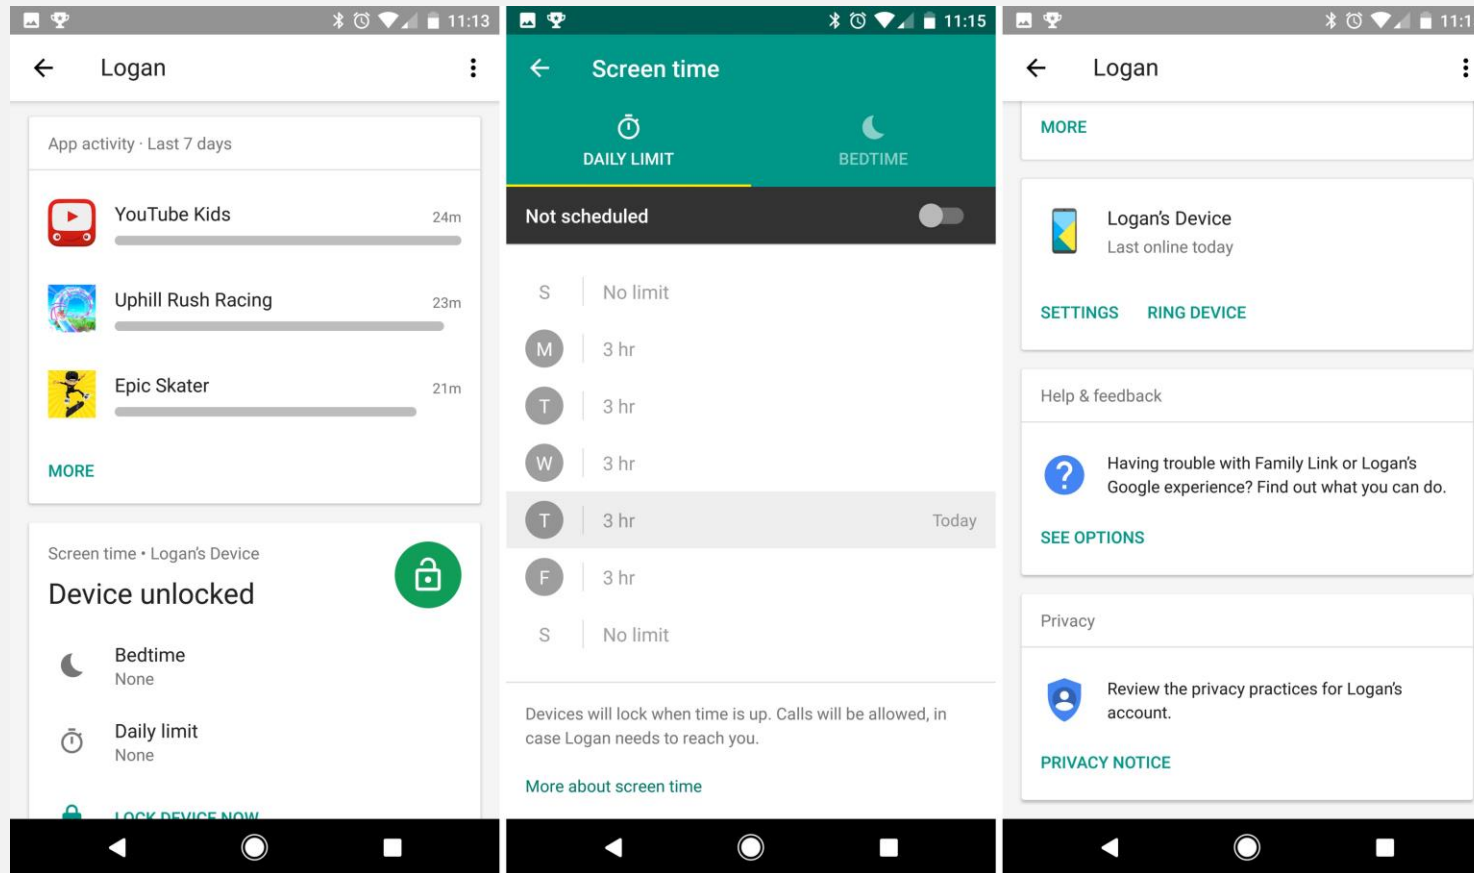 11:13
Logan
App activity · Last 7 days
YouTube Kids
24m
Uphill Rush Racing
23m
Epic Skater
21m
MORE
Screen time • Logan's Device
Device unlocked
Bedtime
None
Daily limit
None
LOCK DEVICE NOW
11:15
Screen time
DAILY LIMIT
BEDTIME
Not scheduled
S No limit
M 3 hr
T 3 hr
W 3 hr
T 3 hr Today
F 3 hr
S No limit
Devices will lock when time is up. Calls will be allowed, in
case Logan needs to reach you.
More about screen time
11:1
Logan
MORE
Logan's Device
Last online today
SETTINGS RING DEVICE
Help & feedback
Having trouble with Family Link or Logan's
Google experience? Find out what you can do.
SEE OPTIONS
Privacy
Review the privacy practices for Logan's
account.
PRIVACY NOTICE